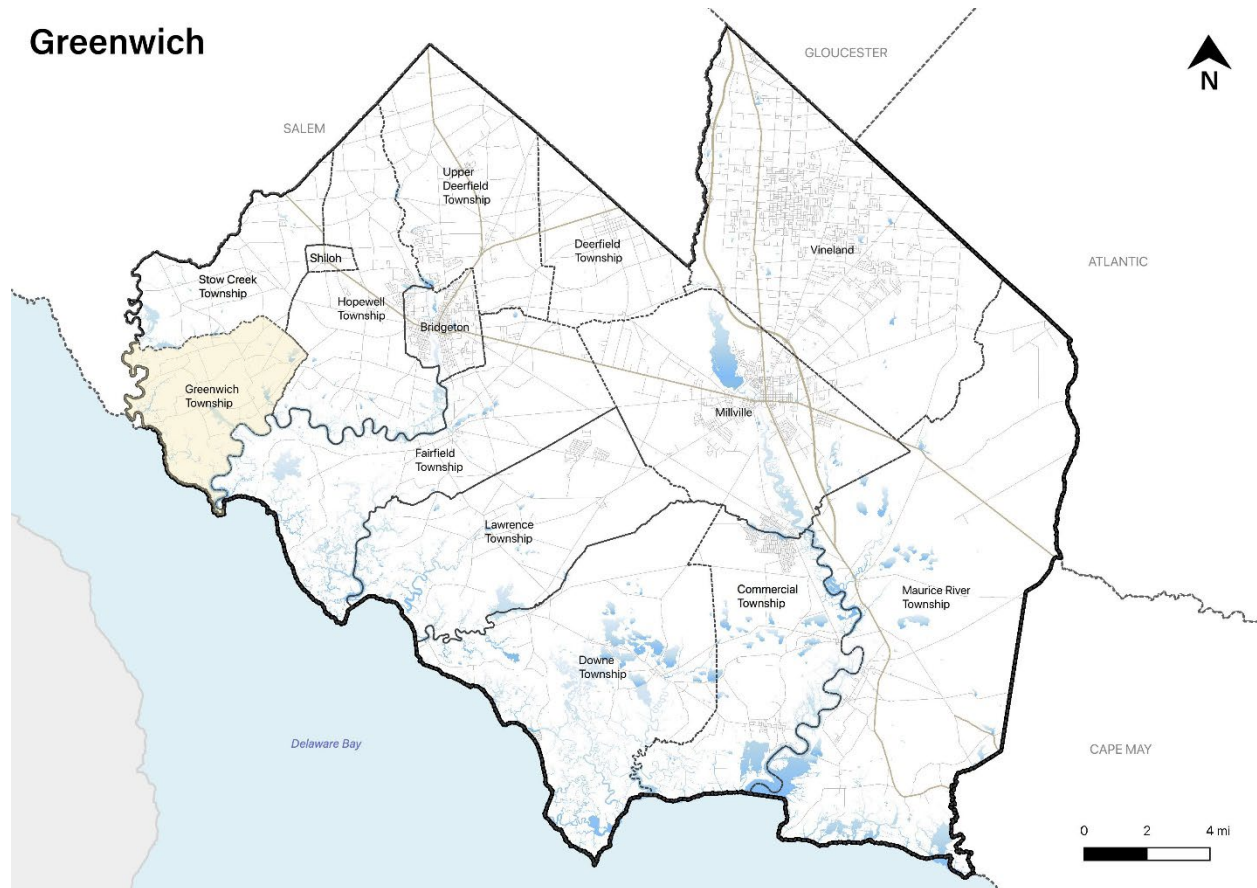 Greenwich
GLOUCESTER
N
SALEM
Upper
Deerfield
Township
Deerfield
Township
Vineland
Shiloh
ATLANTIC
Stow Creek
Township
Hopewell
Township
Bridgeton
Greenwich
Township
Millville
Fairfield
Township
Lawrence
Township
Commercial
Township
Maurice River
Township
Downe
Township
Delaware Bay
CAPE MAY
0 2 4 mi